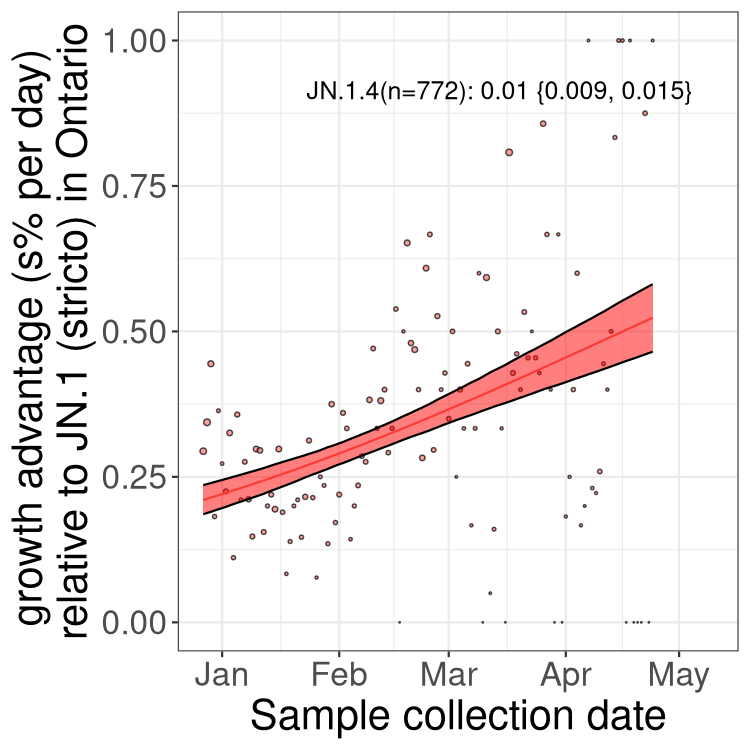 growth advantage (s% per day)
relative to JN.1 (stricto) in Ontario
1.00
0.75
0.50
0.25
0.00
JN.1.4(n=772): 0.01 {0.009, 0.015}
Jan Feb Mar Apr May
Sample collection date